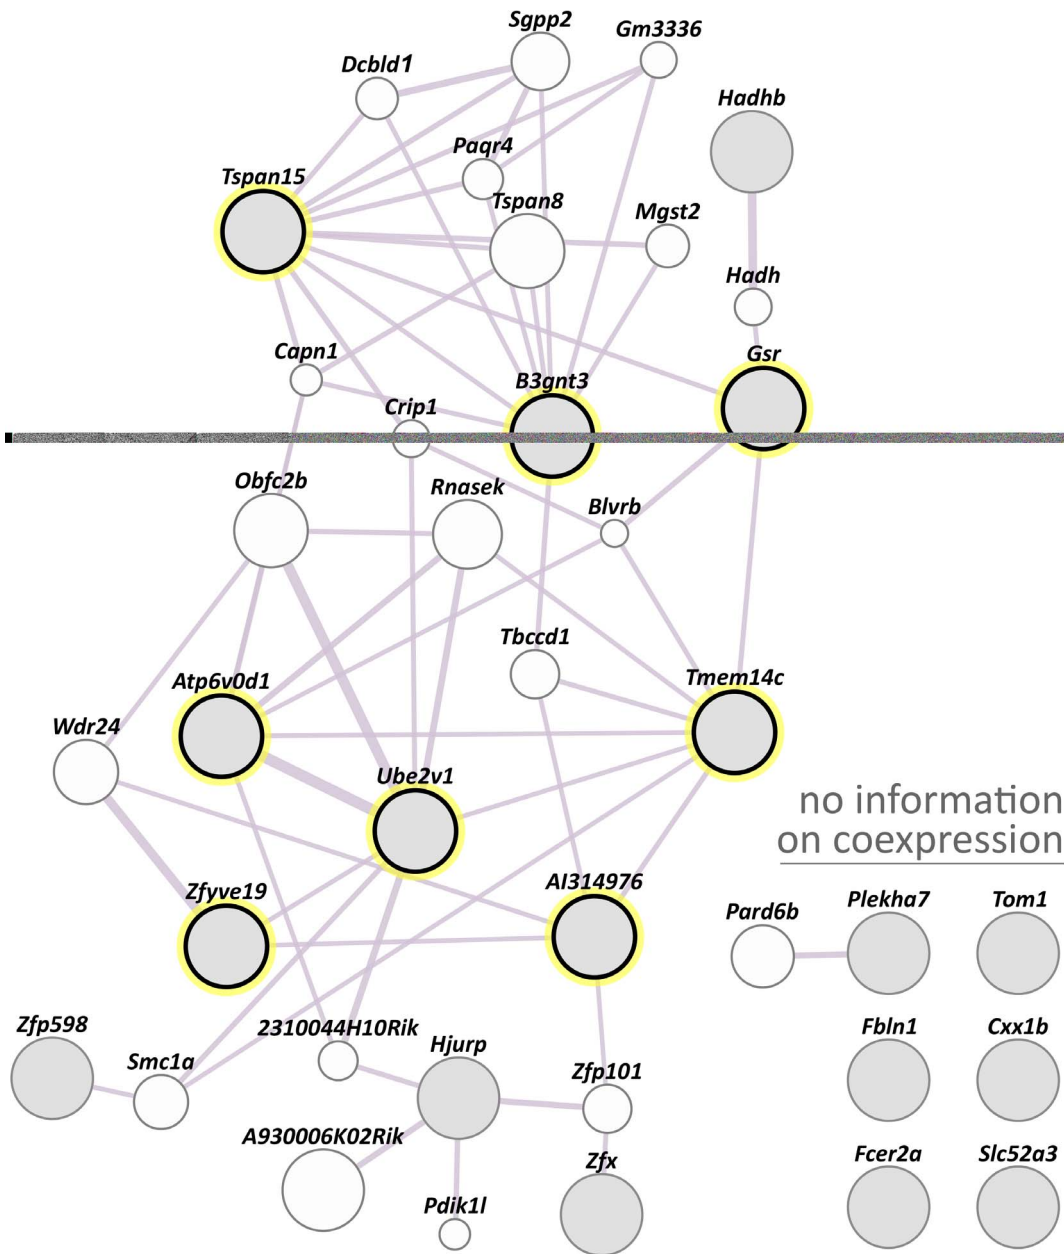 Sgpp2
Gm3336
Dcbld1
Hadhb
Paqr4
Tspan15
Tspan8
Mgst2
Hadh
Capn1
Gsr
B3gnt3
Crip1
Obfc2b
Rnasek
Blvrb
Tbccd1
Atp6v0d1
Tmem14c
Wdr24
Ube2v1
no information
on coexpression
Zfyve19
AI314976
Pard6b
Plekha7
Tom1
Zfp598
2310044H10Rik
Fbln1
Cxx1b
Smc1a
Hjurp
Zfp101
A930006K02Rik
Zfx
Fcer2a
Slc52a3
Pdik1l